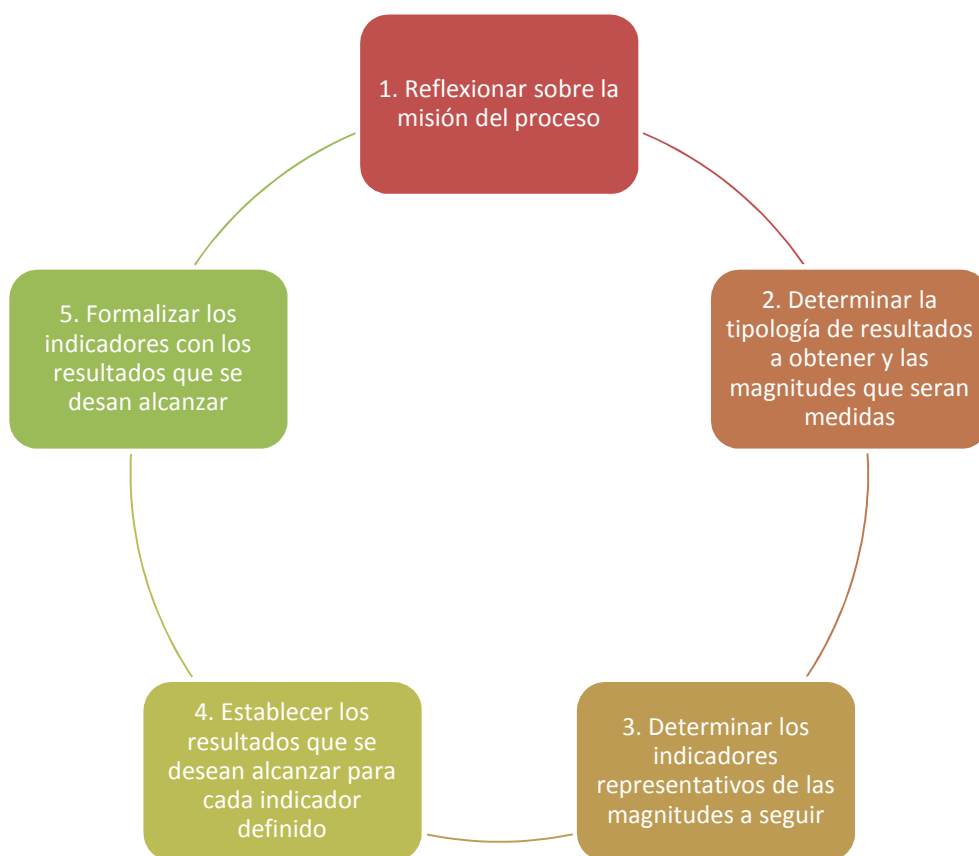 1. Reflexionar sobre la
misión del proceso
2. Determinar la
tipología de resultados
a obtener y las
magnitudes que seran
medidas
3. Determinar los
indicadores
representativos de las
magnitudes a seguir
4. Establecer los
resultados que se
desean alcanzar para
cada indicador
definido
5. Formalizar los
indicadores con los
resultados que se
desan alcanzar